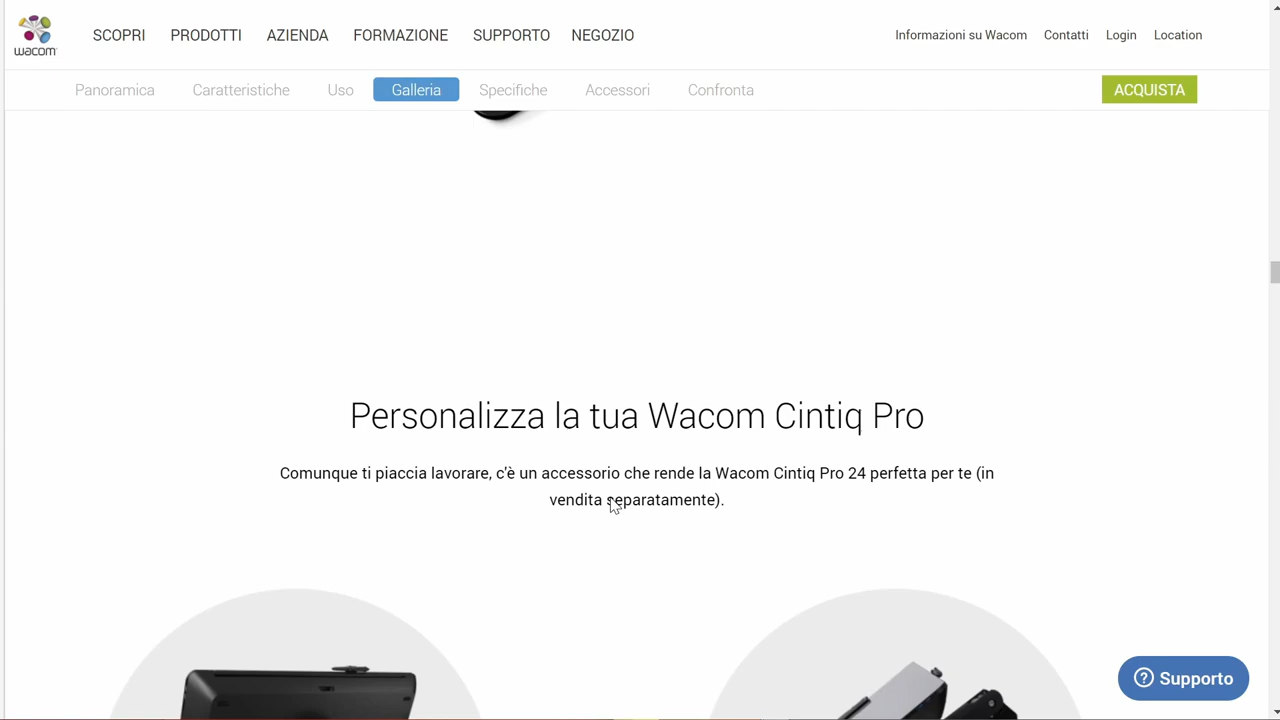 wacom
SCOPRI PRODOTTI AZIENDA FORMAZIONE SUPPORTO NEGOZIO
Informazioni su Wacom Contatti Login Location
Panoramica Caratteristiche Uso Galleria Specifiche Accessori Confronta
ACQUISTA
Personalizza la tua Wacom Cintiq Pro
Comunque ti piaccia lavorare, c'è un accessorio che rende la Wacom Cintiq Pro 24 perfetta per te (in
vendita separatamente).
Supporto